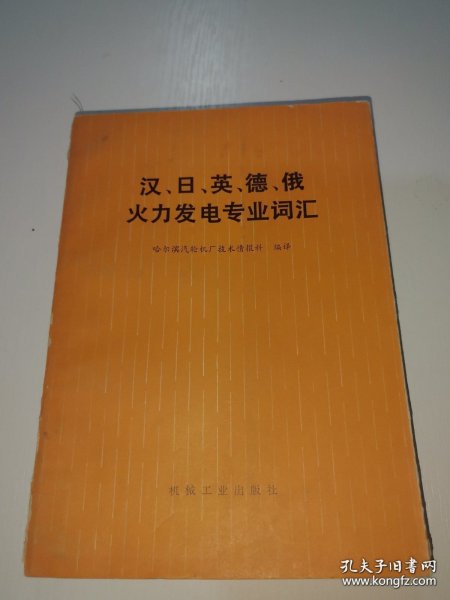 汉、日、英、德、俄
火力发电专业词汇
哈尔滨汽轮机厂技术情报科 编译
机械工业出版社
孔夫子旧书网
www.kongfz.com